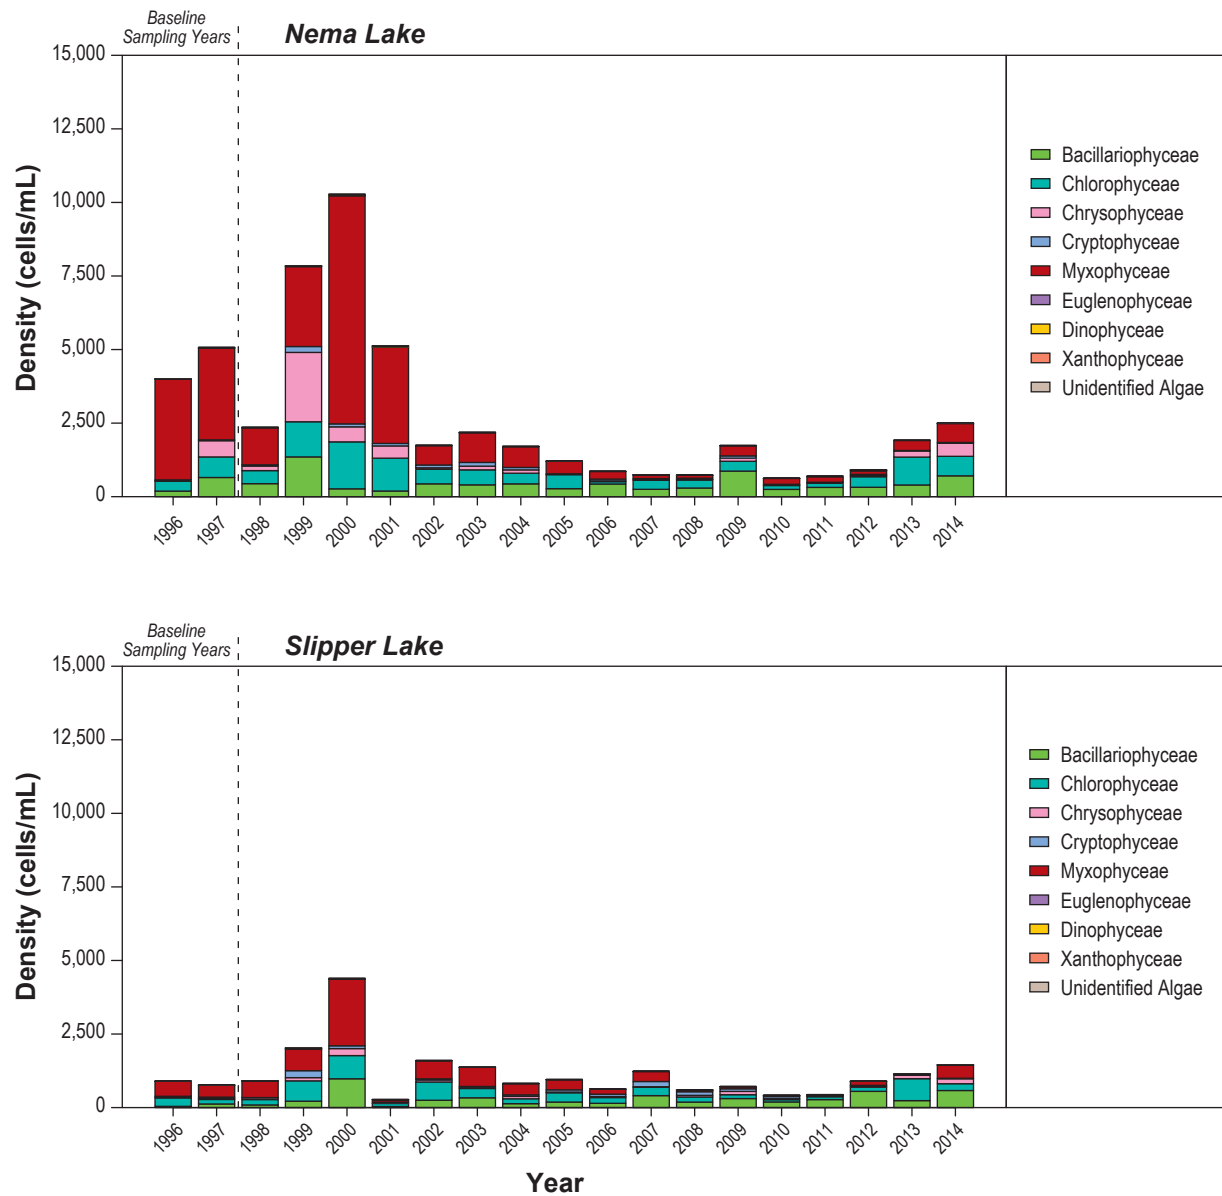 Baseline
Sampling Years
Nema Lake
15,000
12,500
10,000
7,500
5,000
2,500
0
Density (cells/mL)
1996
1997
1998
1999
2000
2001
2002
2003
2004
2005
2006
2007
2008
2009
2010
2011
2012
2013
2014
Bacillariophyceae
Chlorophyceae
Chrysophyceae
Cryptophyceae
Myxophyceae
Euglenophyceae
Dinophyceae
Xanthophyceae
Unidentified Algae
Baseline
Sampling Years
Slipper Lake
15,000
12,500
10,000
7,500
5,000
2,500
0
Density (cells/mL)
1996
1997
1998
1999
2000
2001
2002
2003
2004
2005
2006
2007
2008
2009
2010
2011
2012
2013
2014
Year
Bacillariophyceae
Chlorophyceae
Chrysophyceae
Cryptophyceae
Myxophyceae
Euglenophyceae
Dinophyceae
Xanthophyceae
Unidentified Algae